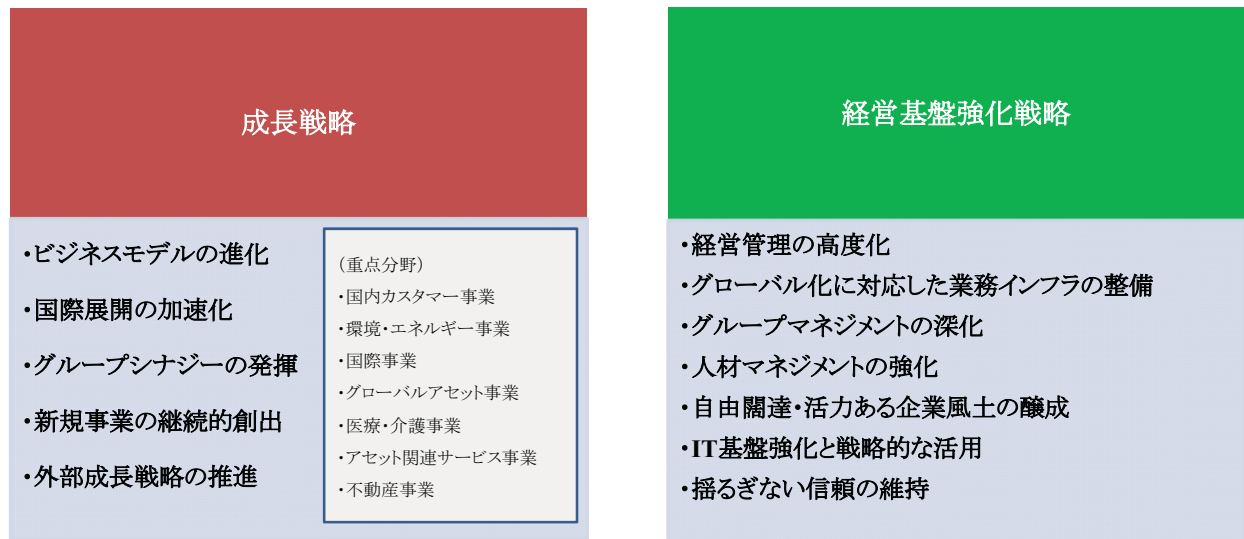 成長戦略
・ビジネスモデルの進化
・国際展開の加速化
・グループシナジーの発揮
・新規事業の継続的創出
・外部成長戦略の推進
(重点分野)
・国内カスタマー事業
・環境・エネルギー事業
・国際事業
・グローバルアセット事業
・医療・介護事業
・アセット関連サービス事業
・不動産事業
経営基盤強化戦略
・経営管理の高度化
・グローバル化に対応した業務インフラの整備
・グループマネジメントの深化
・人材マネジメントの強化
・自由闊達・活力ある企業風土の醸成
・IT基盤強化と戦略的な活用
・揺るぎない信頼の維持